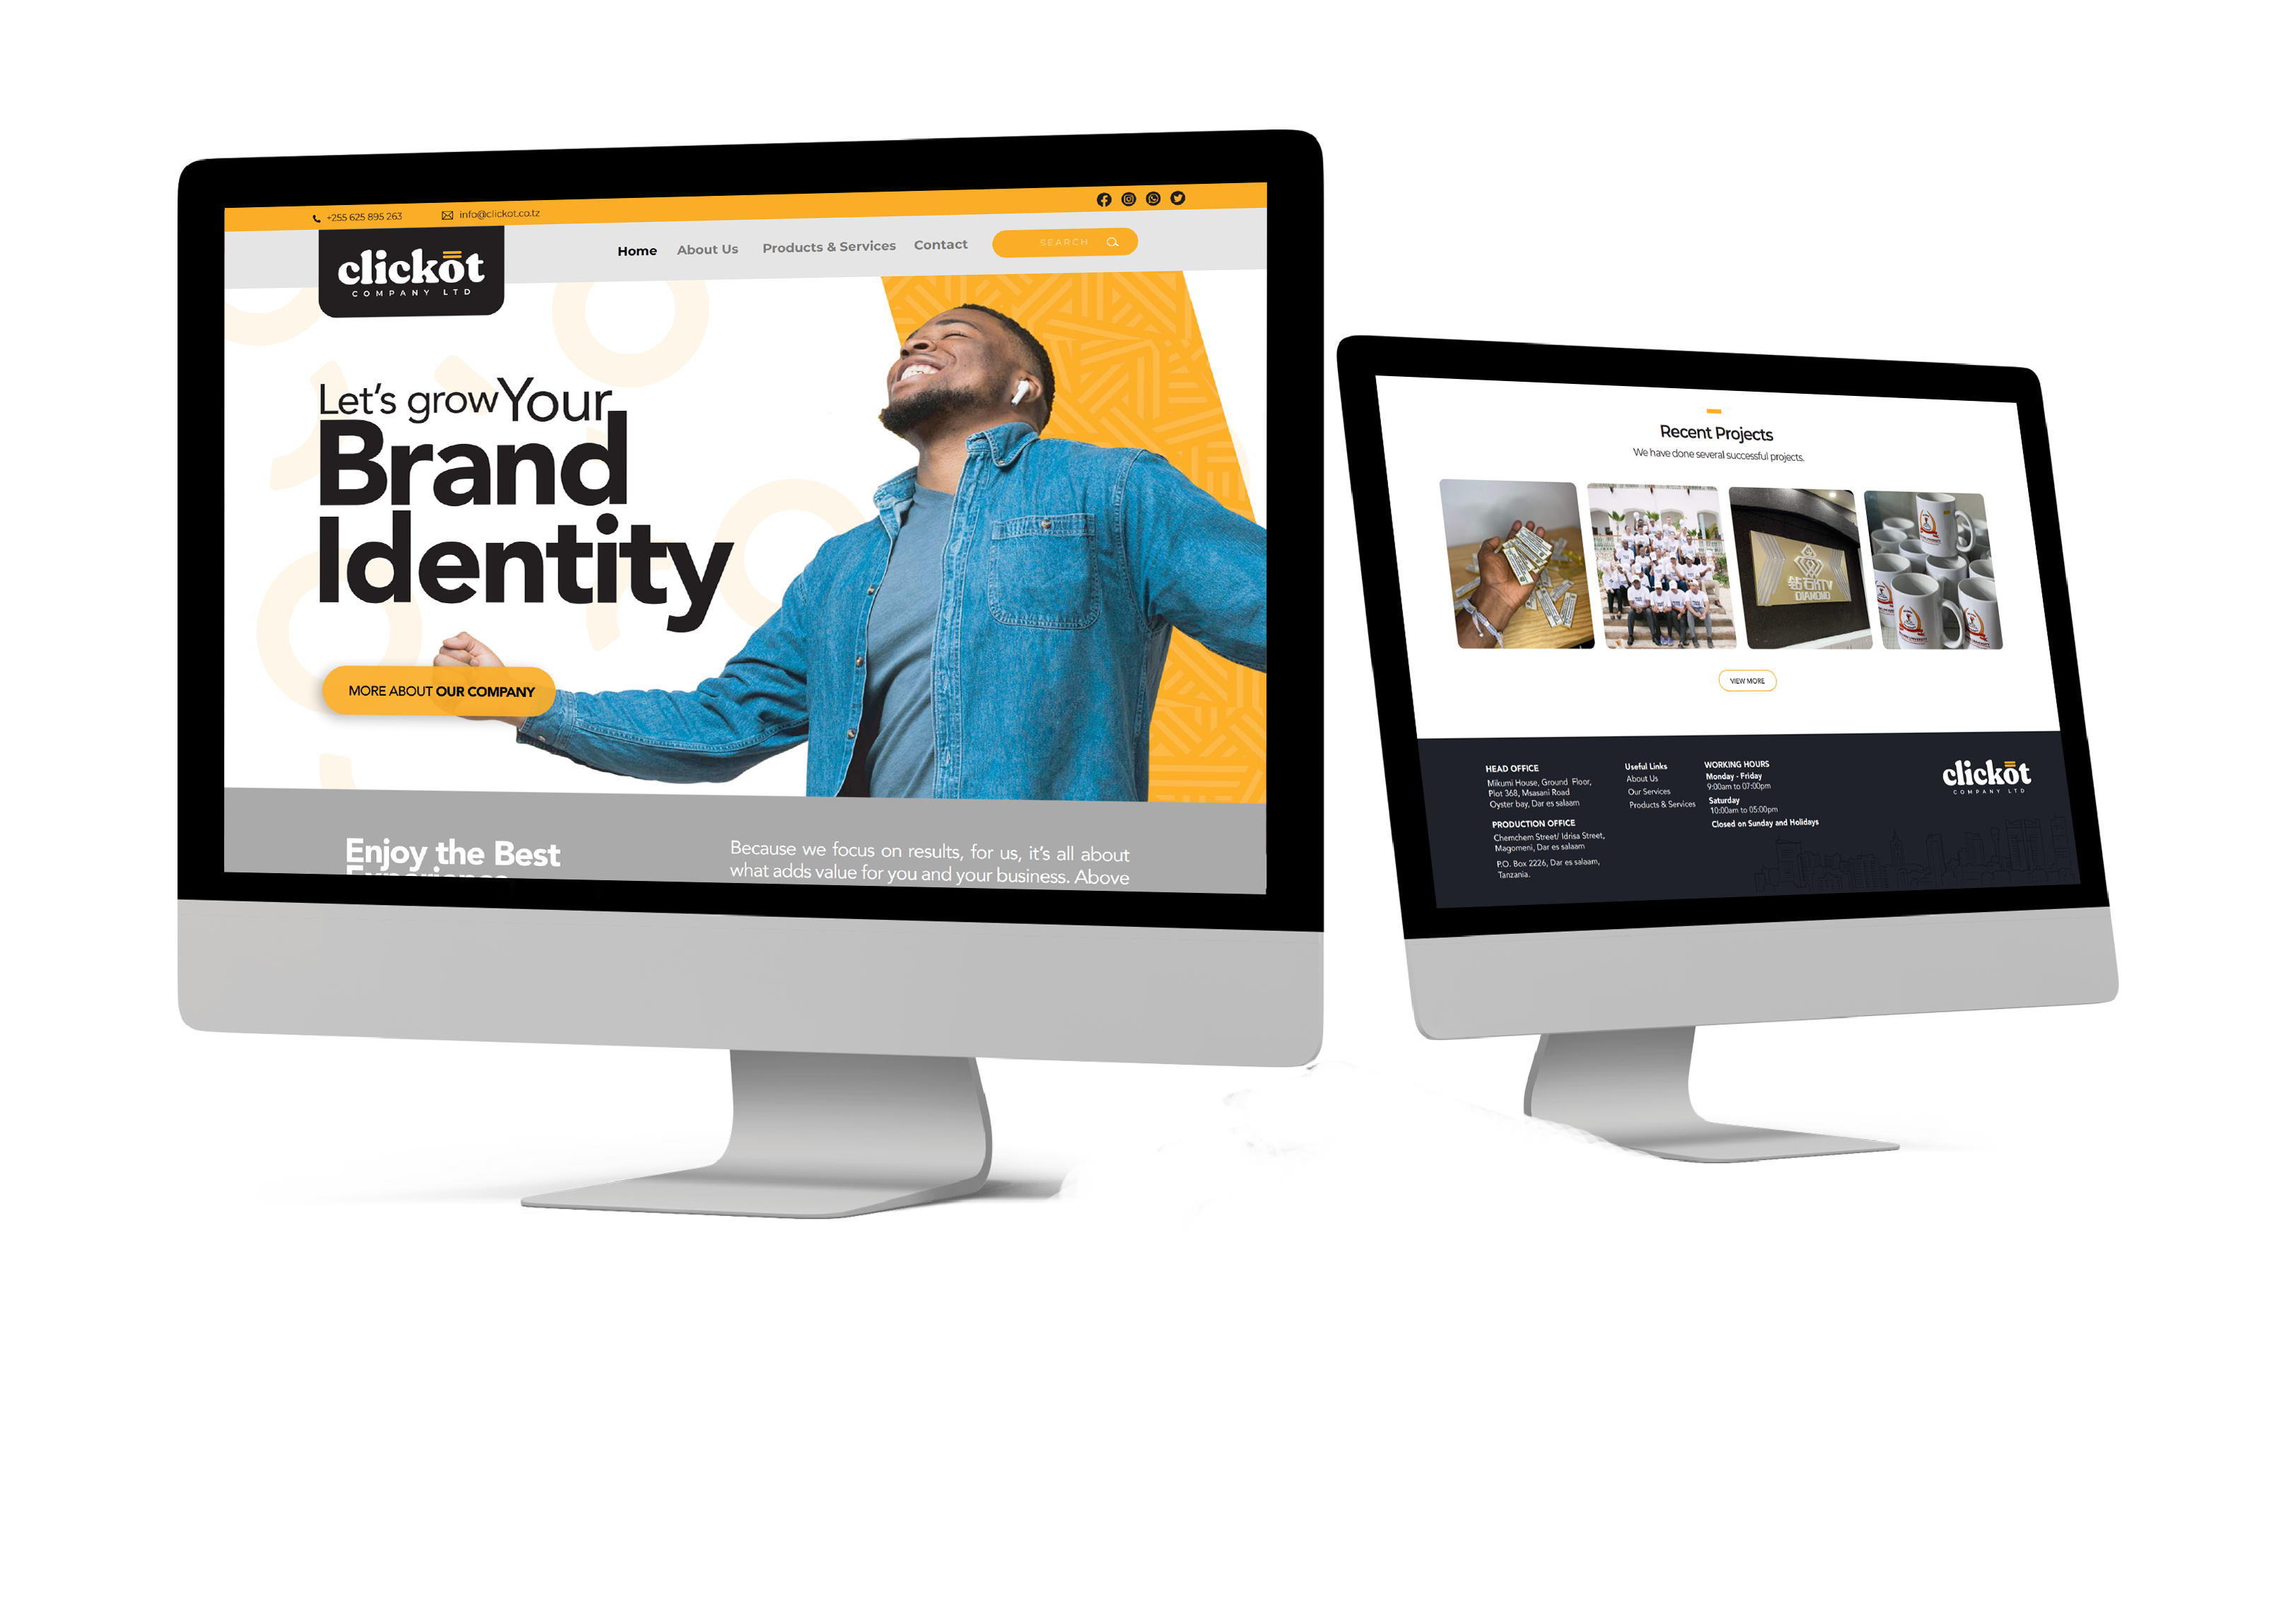 +255 625 895 263
info@clickot.co.tz
clickōt
COMPANY LTD
Home
About Us
Products & Services
Contact
SEARCH
Let's grow Your
Brand
Identity
MORE ABOUT OUR COMPANY
Enjoy the Best
Experience
Because we focus on results, for us, it's all about
what adds value for you and your business. Above
Recent Projects
We have done several successful projects.
钻石TV
DIAMOND
VIEW MORE
HEAD OFFICE
Mikumi House, Ground Floor,
Plot 368, Msasani Road
Oyster bay, Dar es salaam
PRODUCTION OFFICE
Chemchem Street/ Idrisa Street,
Magomeni, Dar es salaam
P.O. Box 2226, Dar es salaam,
Tanzania.
Useful Links
About Us
Our Services
Products & Services
WORKING HOURS
Monday - Friday
9:00am to 07:00pm
Saturday
10:00am to 05:00pm
Closed on Sunday and Holidays
clickōt
COMPANY LTD